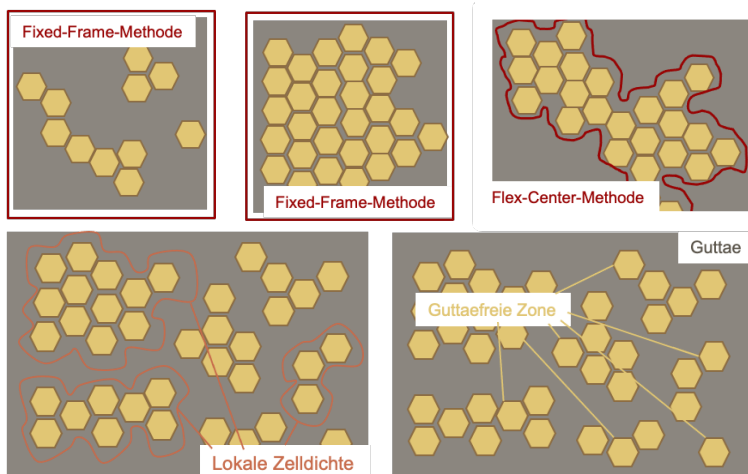 Fixed-Frame-Methode
Fixed-Frame-Methode
Flex-Center-Methode
Guttae
Guttaefreie Zone
Lokale Zelldichte